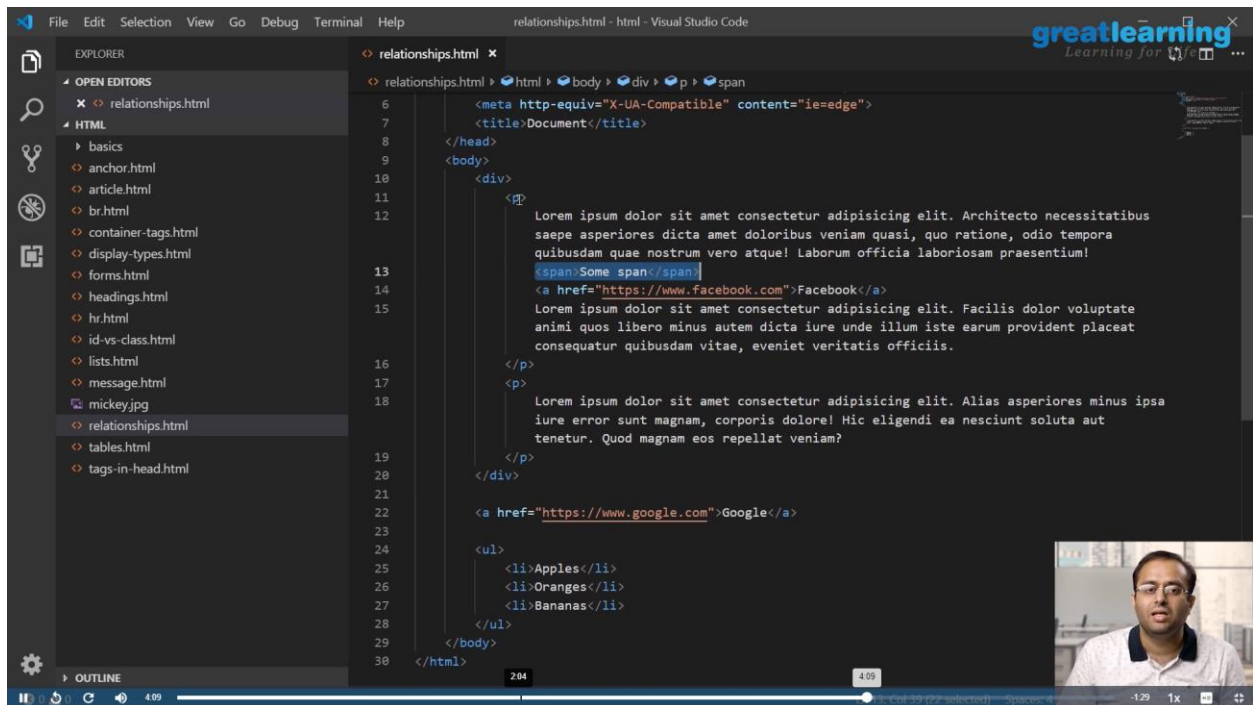 File Edit Selection View Go Debug Terminal Help relationships.html - html - Visual Studio Code
greatlearning
Learning for Life
EXPLORER
OPEN EDITORS
relationships.html
HTML
basics
anchor.html
article.html
br.html
container-tags.html
display-types.html
forms.html
headings.html
hr.html
id-vs-class.html
lists.html
message.html
mickey.jpg
relationships.html
tables.html
tags-in-head.html
OUTLINE
relationships.html
relationships.html html body div p span
6 <meta http-equiv="X-UA-Compatible" content="ie=edge">
7 <title>Document</title>
8 </head>
9 <body>
10 <div>
11 <p>
12 Lorem ipsum dolor sit amet consectetur adipisicing elit. Architecto necessitatibus
saepe asperiores dicta amet doloribus veniam quasi, quo ratione, odio tempora
quibusdam quae nostrum vero atque! Laborum officia laboriosam praesentium!
13 <span>Some span</span>
14 <a href="https://www.facebook.com">Facebook</a>
15 Lorem ipsum dolor sit amet consectetur adipisicing elit. Facilis dolor voluptate
animi quos libero minus autem dicta iure unde illum iste earum provident placeat
consequatur quibusdam vitae, eveniet veritatis officiis.
16 </p>
17 <p>
18 Lorem ipsum dolor sit amet consectetur adipisicing elit. Alias asperiores minus ipsa
iure error sunt magnam, corporis dolore! Hic eligendi ea nesciunt soluta aut
tenetur. Quod magnam eos repellat veniam?
19 </p>
20 </div>
21
22 <a href="https://www.google.com">Google</a>
23
24 <ul>
25 <li>Apples</li>
26 <li>Oranges</li>
27 <li>Bananas</li>
28 </ul>
29 </body>
30 </html>
2:04 4:09
4:09 Col 39 (22 selected) Spaces: 4 -1:29 1x